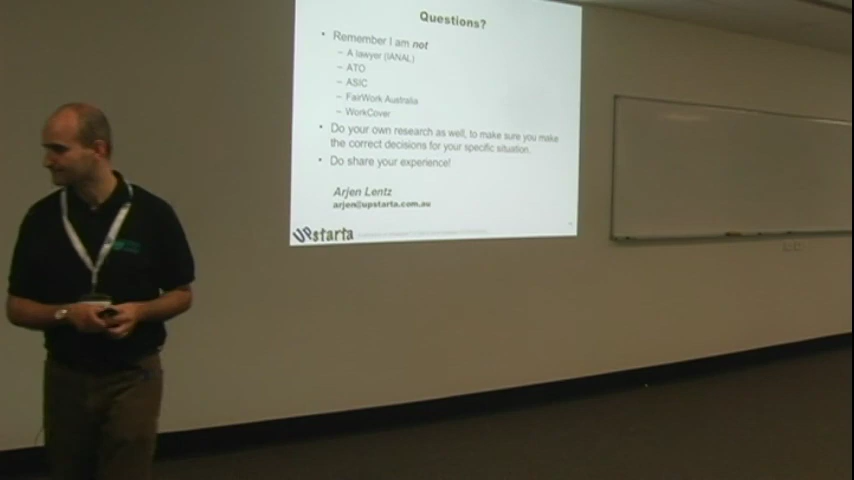 Questions?
• Remember I am not
– A lawyer (IANAL)
– ATO
– ASIC
– FairWork Australia
– WorkCover
• Do your own research as well, to make sure you make
the correct decisions for your specific situation.
• Do share your experience!
Arjen Lentz
arjen@upstarta.com.au
upstarta